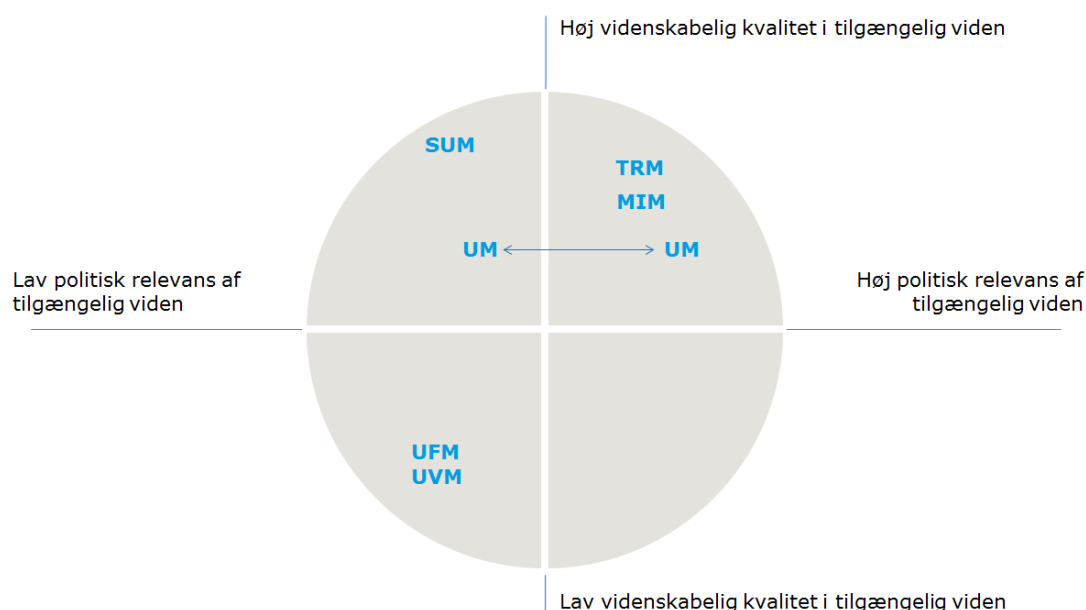 Høj videnskabelig kvalitet i tilgængelig viden
SUM
TRM
MIM
UM
UM
Lav politisk relevans af
tilgængelig viden
Høj politisk relevans af
tilgængelig viden
UFM
UVM
Lav videnskabelig kvalitet i tilgængelig viden